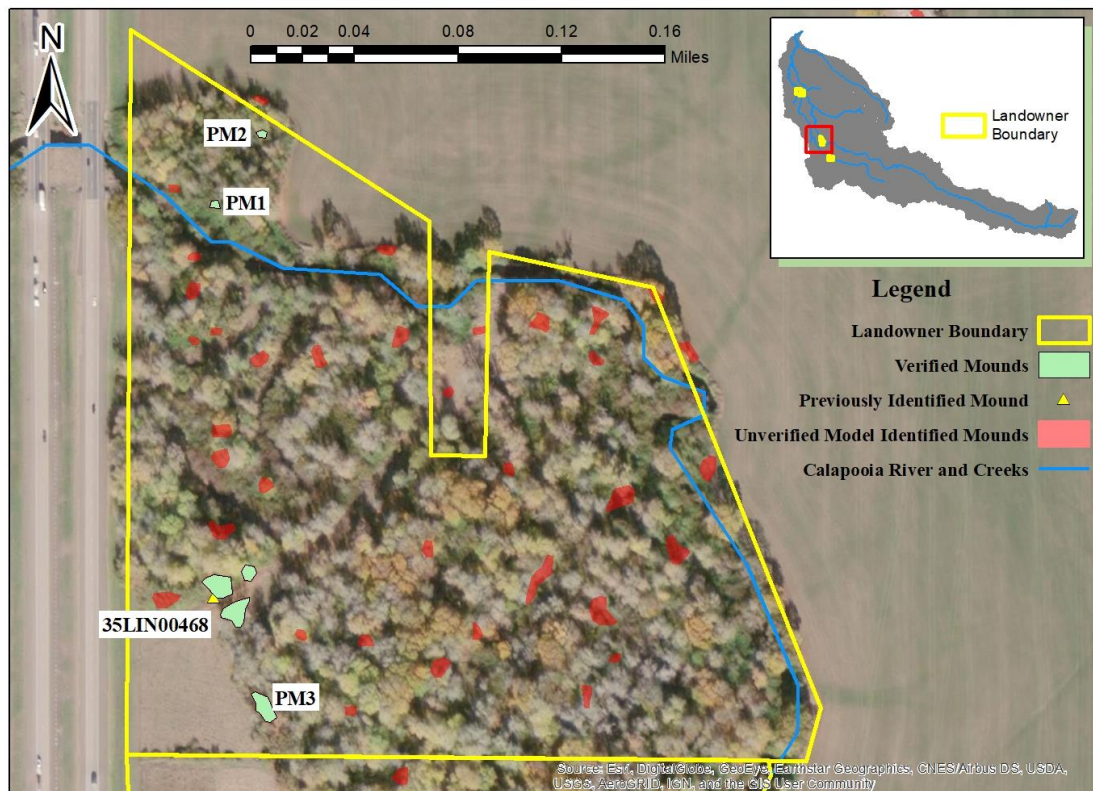 N
0 0.02 0.04 0.08 0.12 0.16
Miles
Landowner
Boundary
PM2
PM1
Legend
Landowner Boundary
Verified Mounds
Previously Identified Mound
Unverified Model Identified Mounds
Calapooia River and Creeks
35LIN00468
PM3
Source: Esri, DigitalGlobe, GeoEye, Earthstar Geographics, CNES/Airbus DS, USDA,
USGS, AeroGRID, IGN, and the GIS User Community